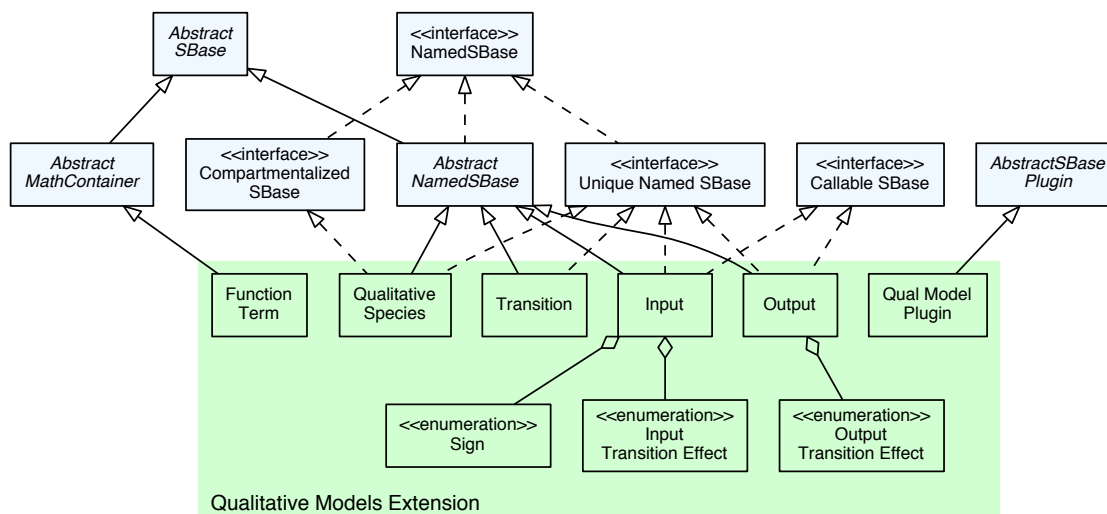 Abstract
SBase
<<interface>>
NamedSBase
Abstract
MathContainer
<<interface>>
Compartmentalized
SBase
Abstract
NamedSBase
<<interface>>
Unique Named SBase
<<interface>>
Callable SBase
AbstractSBase
Plugin
Function
Term
Qualitative
Species
Transition
Input
Output
Qual Model
Plugin
<<enumeration>>
Sign
<<enumeration>>
Input
Transition Effect
<<enumeration>>
Output
Transition Effect
Qualitative Models Extension